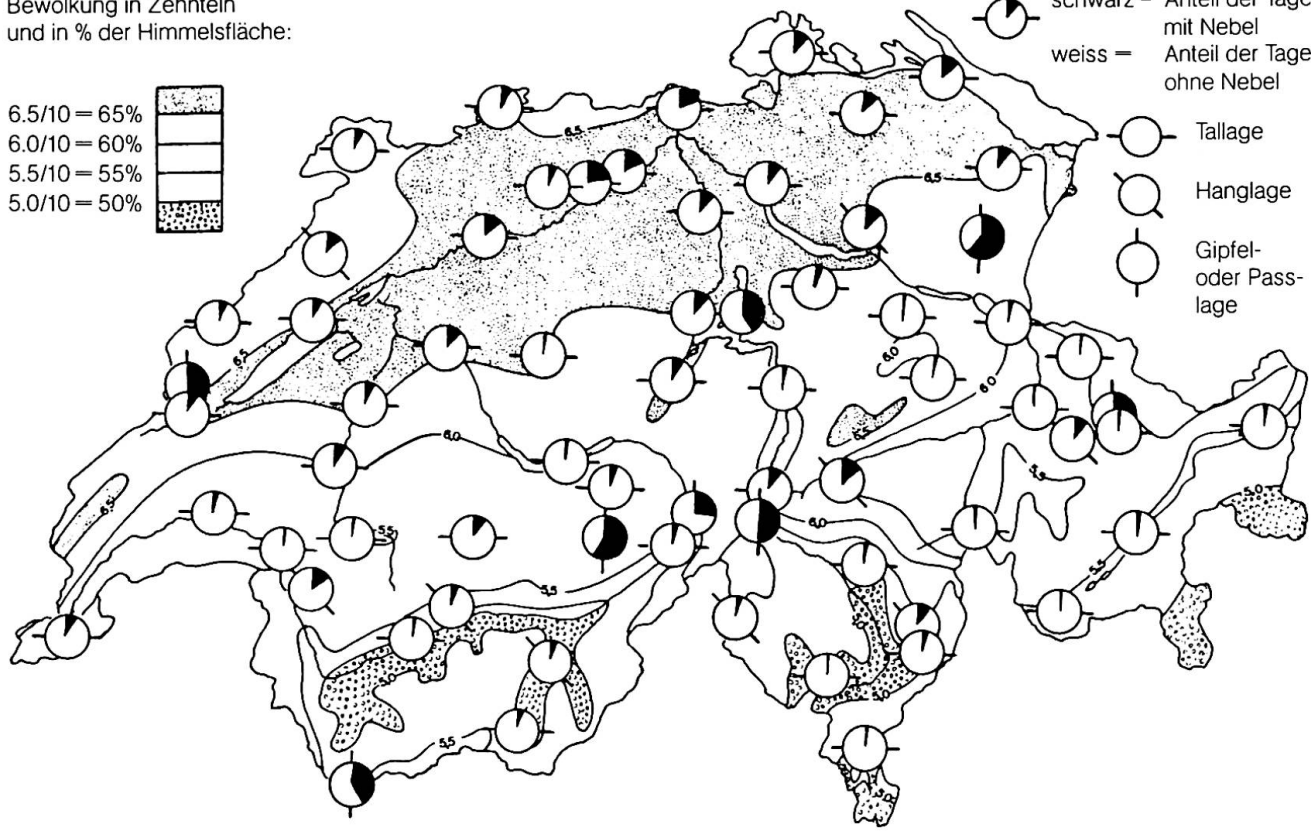 Bewölkung in Zehnteln
und in % der Himmelsfläche:
6.5/10 = 65%
6.0/10 = 60%
5.5/10 = 55%
5.0/10 = 50%
schwarz = Anteil der Tage
mit Nebel
weiss = Anteil der Tage
ohne Nebel
Tallage
Hanglage
Gipfel-
oder Pass-
lage
6.5
6.5
6.5
6.0
6.0
5.5
6.0
6.5
5.5
5.0
6.0
5.5
5.5
5.5
5.0
5.0
5.5
5.0